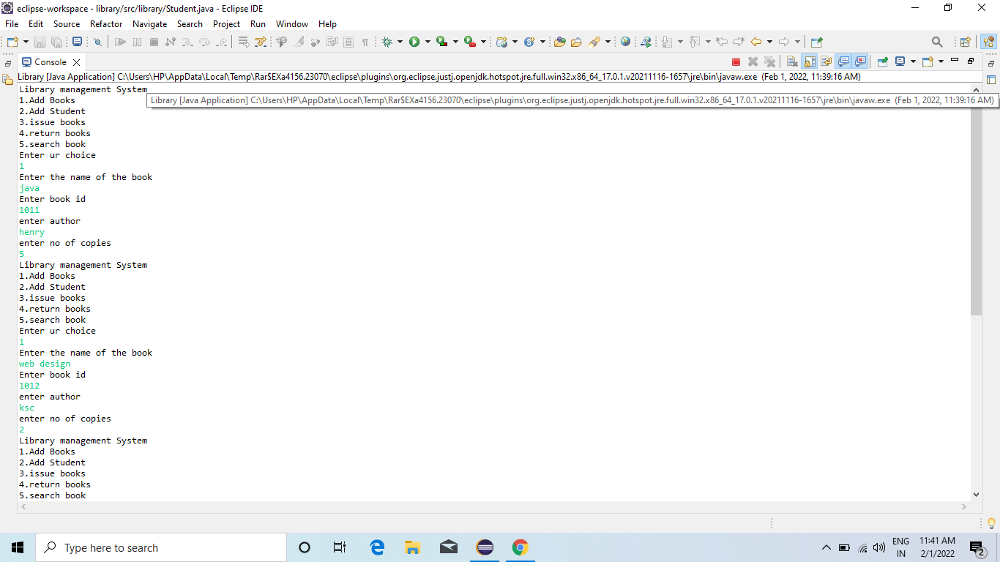 eclipse-workspace - library/src/library/Student.java - Eclipse IDE
File Edit Source Refactor Navigate Search Project Run Window Help
Console
Library [Java Application] C:\Users\HP\AppData\Local\Temp\Rar$EXa4156.23070\eclipse\plugins\org.eclipse.justj.openjdk.hotspot.jre.full.win32.x86_64_17.0.1.v20211116-1657\jre\bin\javaw.exe (Feb 1, 2022, 11:39:16 AM)
Library management System
Library [Java Application] C:\Users\HP\AppData\Local\Temp\Rar$EXa4156.23070\eclipse\plugins\org.eclipse.justj.openjdk.hotspot.jre.full.win32.x86_64_17.0.1.v20211116-1657\jre\bin\javaw.exe (Feb 1, 2022, 11:39:16 AM)
1.Add Books
2.Add Student
3.issue books
4.return books
5.search book
Enter ur choice
1
Enter the name of the book
java
Enter book id
1011
enter author
henry
enter no of copies
5
Library management System
1.Add Books
2.Add Student
3.issue books
4.return books
5.search book
Enter ur choice
1
Enter the name of the book
web design
Enter book id
1012
enter author
ksc
enter no of copies
2
Library management System
1.Add Books
2.Add Student
3.issue books
4.return books
5.search book
Type here to search
ENG
IN
11:41 AM
2/1/2022
2